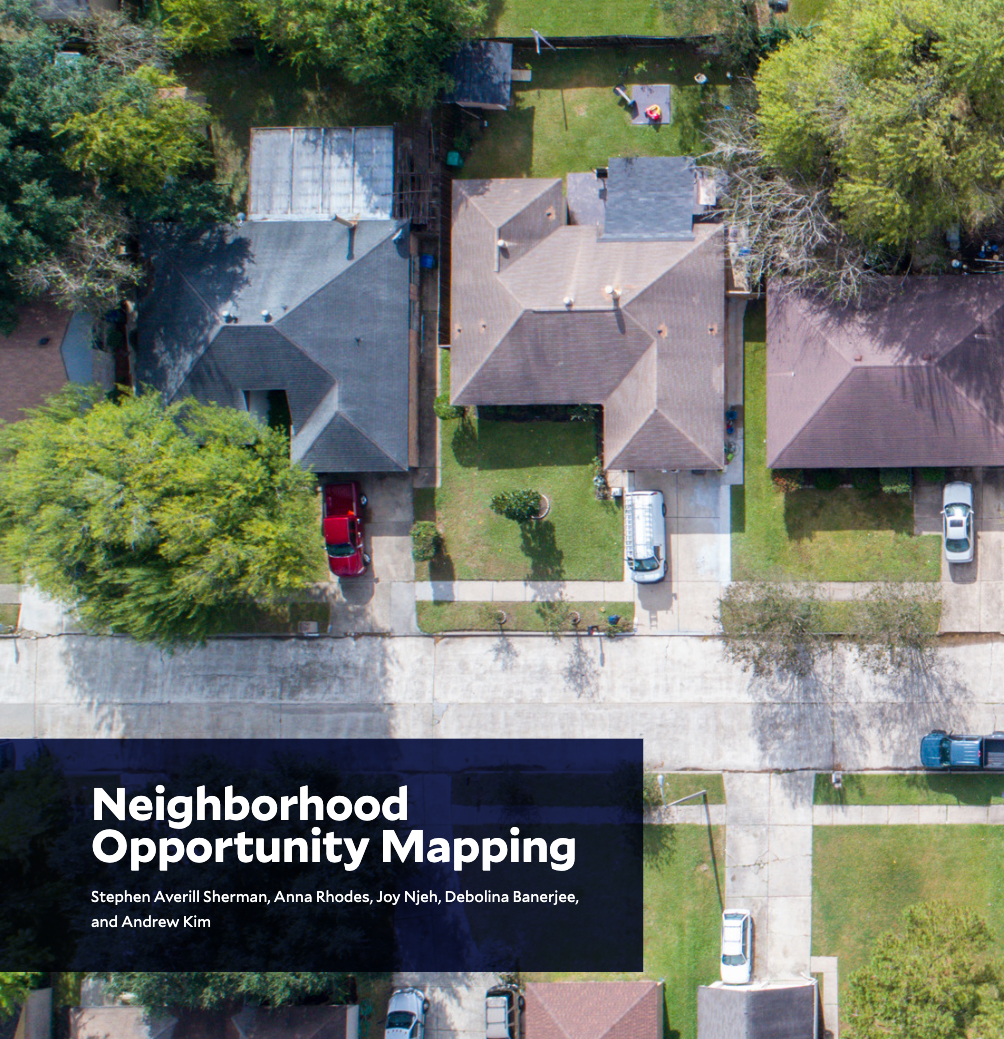 Neighborhood
Opportunity Mapping
Stephen Averill Sherman, Anna Rhodes, Joy Njeh, Debolina Banerjee,
and Andrew Kim